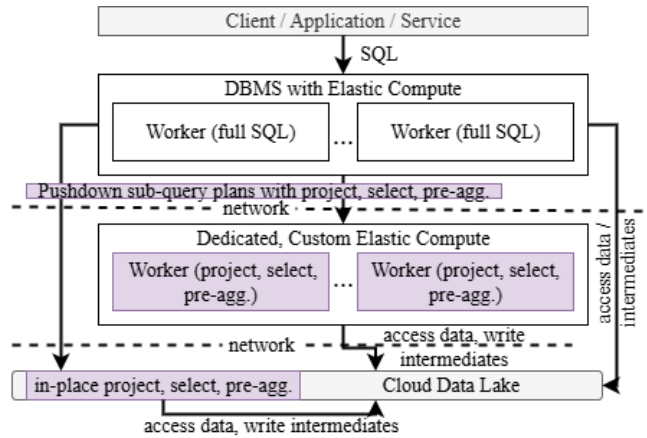 Client / Application / Service
SQL
DBMS with Elastic Compute
Worker (full SQL)
...
Worker (full SQL)
Pushdown sub-query plans with project, select, pre-agg.
network
Dedicated, Custom Elastic Compute
Worker (project, select,
pre-agg.)
...
Worker (project, select,
pre-agg.)
access data /
intermediates
access data, write
intermediates
network
in-place project, select, pre-agg.
Cloud Data Lake
access data, write intermediates